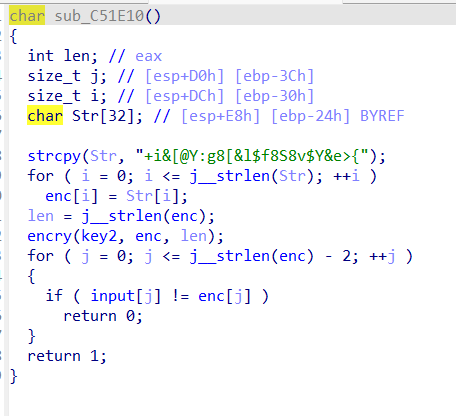 char sub_C51E10()
{
  int len; // eax
  size_t j; // [esp+D0h] [ebp-3Ch]
  size_t i; // [esp+DCh] [ebp-30h]
  char Str[32]; // [esp+E8h] [ebp-24h] BYREF
  strcpy(Str, "+i&[@Y:g8[&l$f8S8v$Y&e>{");
  for ( i = 0; i <= j__strlen(Str); ++i )
    enc[i] = Str[i];
  len = j__strlen(enc);
  encry(key2, enc, len);
  for ( j = 0; j <= j__strlen(enc) - 2; ++j )
  {
    if ( input[j] != enc[j] )
      return 0;
  }
  return 1;
}